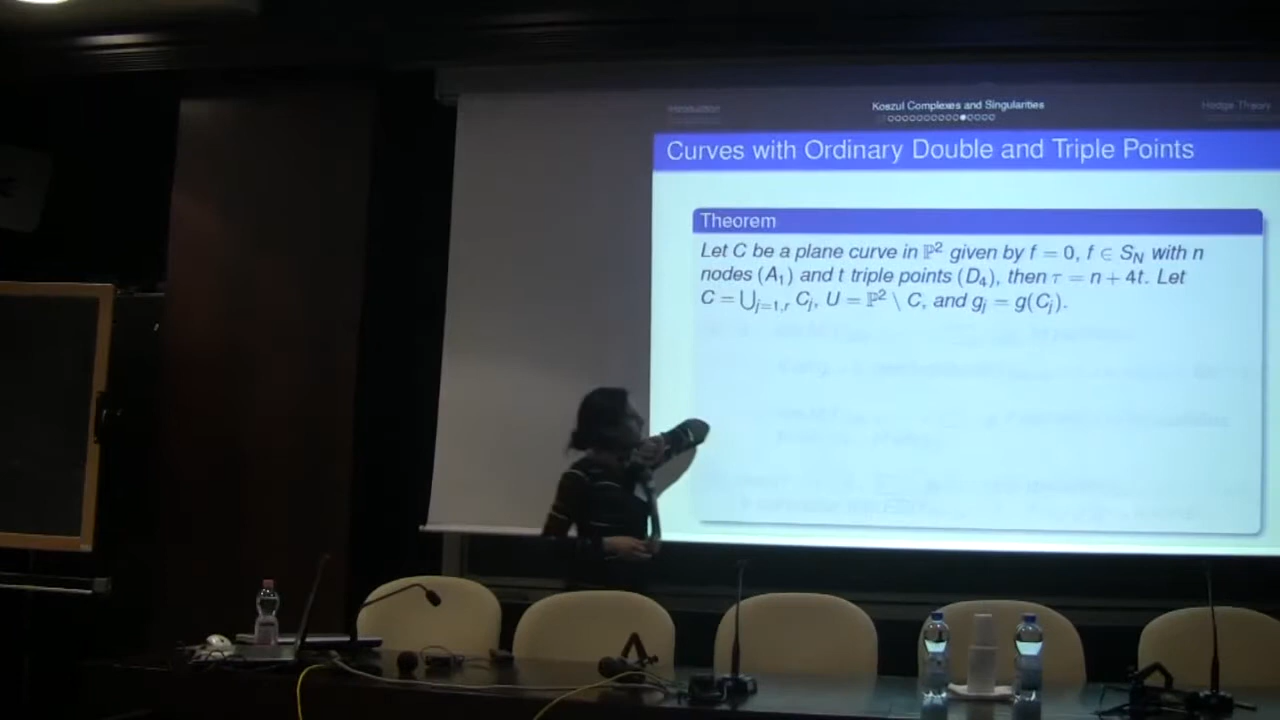 Introduction
Koszul Complexes and Singularities
Hodge Theory
Curves with Ordinary Double and Triple Points
Theorem
Let C be a plane curve in ℙ² given by f = 0, f ∈ S_N with n
nodes (A₁) and t triple points (D₄), then τ = n + 4t. Let
C = ⋃_{j=1,r} C_j, U = ℙ² \ C, and g_j = g(C_j).